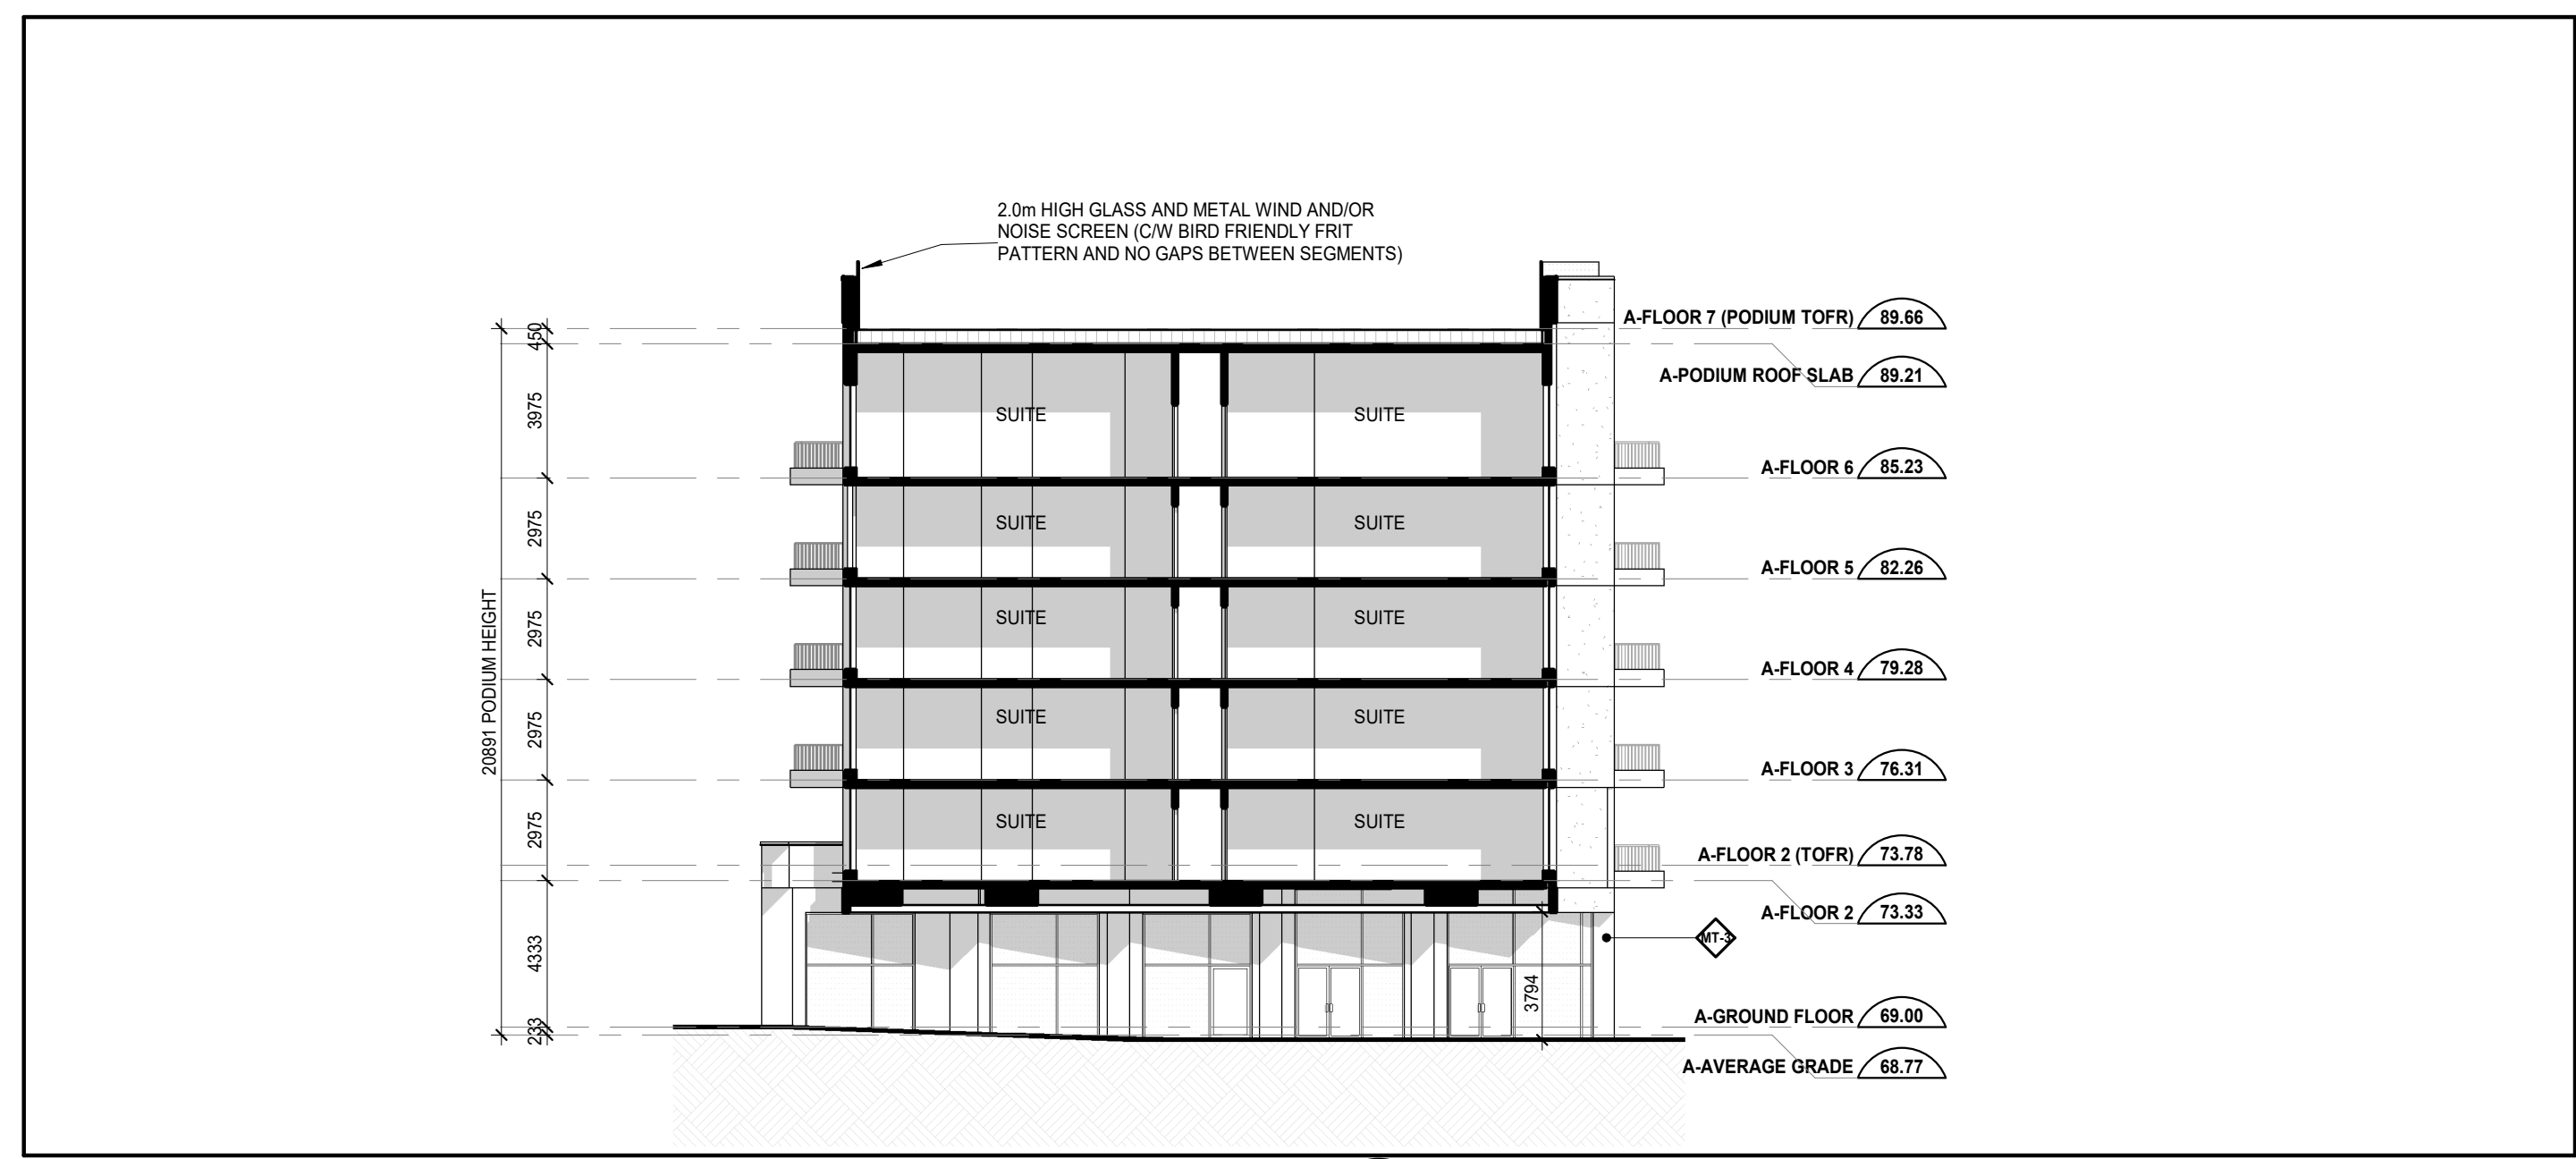 2.0m HIGH GLASS AND METAL WIND AND/OR
NOISE SCREEN (C/W BIRD FRIENDLY FRIT
PATTERN AND NO GAPS BETWEEN SEGMENTS)
A-FLOOR 7 (PODIUM TOFR) 89.66
A-PODIUM ROOF SLAB 89.21
A-FLOOR 6 85.23
A-FLOOR 5 82.26
A-FLOOR 4 79.28
A-FLOOR 3 76.31
A-FLOOR 2 (TOFR) 73.78
A-FLOOR 2 73.33
MT-3
A-GROUND FLOOR 69.00
A-AVERAGE GRADE 68.77
SUITE SUITE
SUITE SUITE
SUITE SUITE
SUITE SUITE
SUITE SUITE
450
3975
2975
2975
2975
2975
4333
233
20891 PODIUM HEIGHT
3794